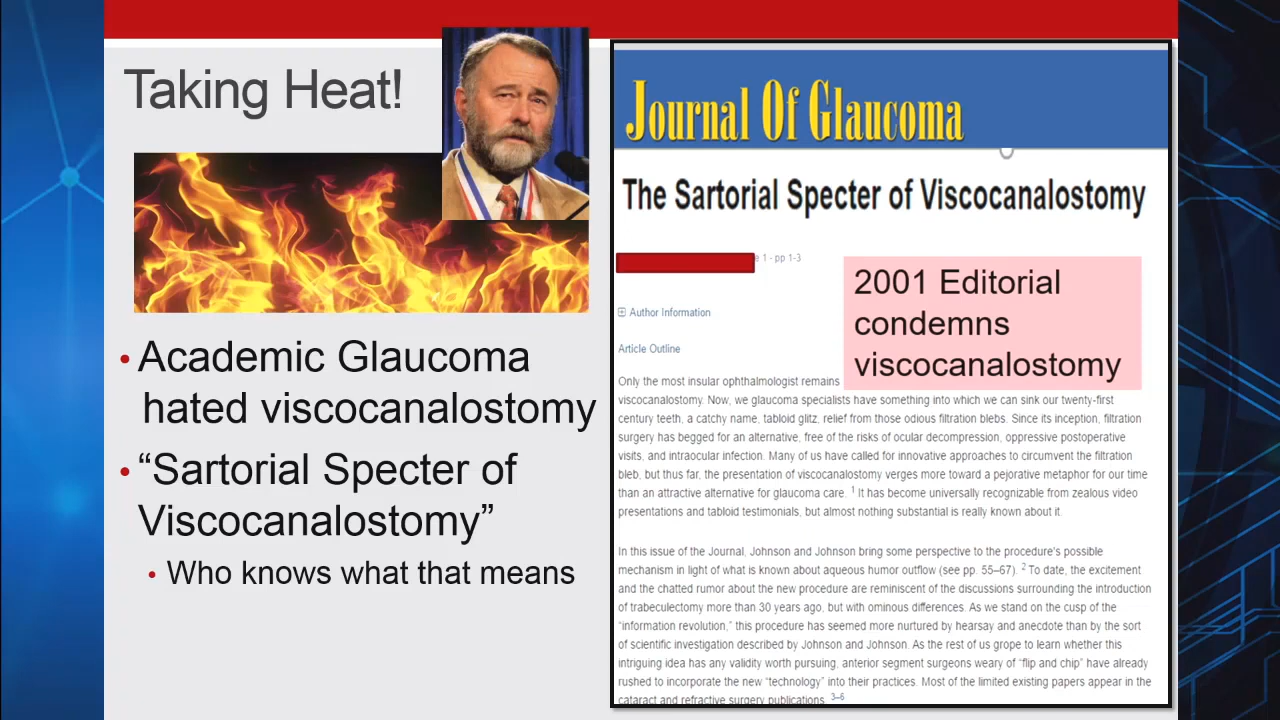 Taking Heat!
• Academic Glaucoma
hated viscocanalostomy
• “Sartorial Specter of
Viscocanalostomy”
• Who knows what that means
Journal Of Glaucoma
The Sartorial Specter of Viscocanalostomy
e 1 - pp 1-3
2001 Editorial
condemns
viscocanalostomy
Author Information
Article Outline
Only the most insular ophthalmologist remains
viscocanalostomy. Now, we glaucoma specialists have something into which we can sink our twenty-first
century teeth, a catchy name, tabloid glitz, relief from those odious filtration blebs. Since its inception, filtration
surgery has begged for an alternative, free of the risks of ocular decompression, oppressive postoperative
visits, and intraocular infection. Many of us have called for innovative approaches to circumvent the filtration
bleb, but thus far, the presentation of viscocanalostomy verges more toward a pejorative metaphor for our time
than an attractive alternative for glaucoma care. 1 It has become universally recognizable from zealous video
presentations and tabloid testimonials, but almost nothing substantial is really known about it.
In this issue of the Journal, Johnson and Johnson bring some perspective to the procedure's possible
mechanism in light of what is known about aqueous humor outflow (see pp. 55–67). 2 To date, the excitement
and the chatted rumor about the new procedure are reminiscent of the discussions surrounding the introduction
of trabeculectomy more than 30 years ago, but with ominous differences. As we stand on the cusp of the
“information revolution,” this procedure has seemed more nurtured by hearsay and anecdote than by the sort
of scientific investigation described by Johnson and Johnson. As the rest of us grope to learn whether this
intriguing idea has any validity worth pursuing, anterior segment surgeons weary of “flip and chip” have already
rushed to incorporate the new “technology” into their practices. Most of the limited existing papers appear in the
cataract and refractive surgery publications. 3–6